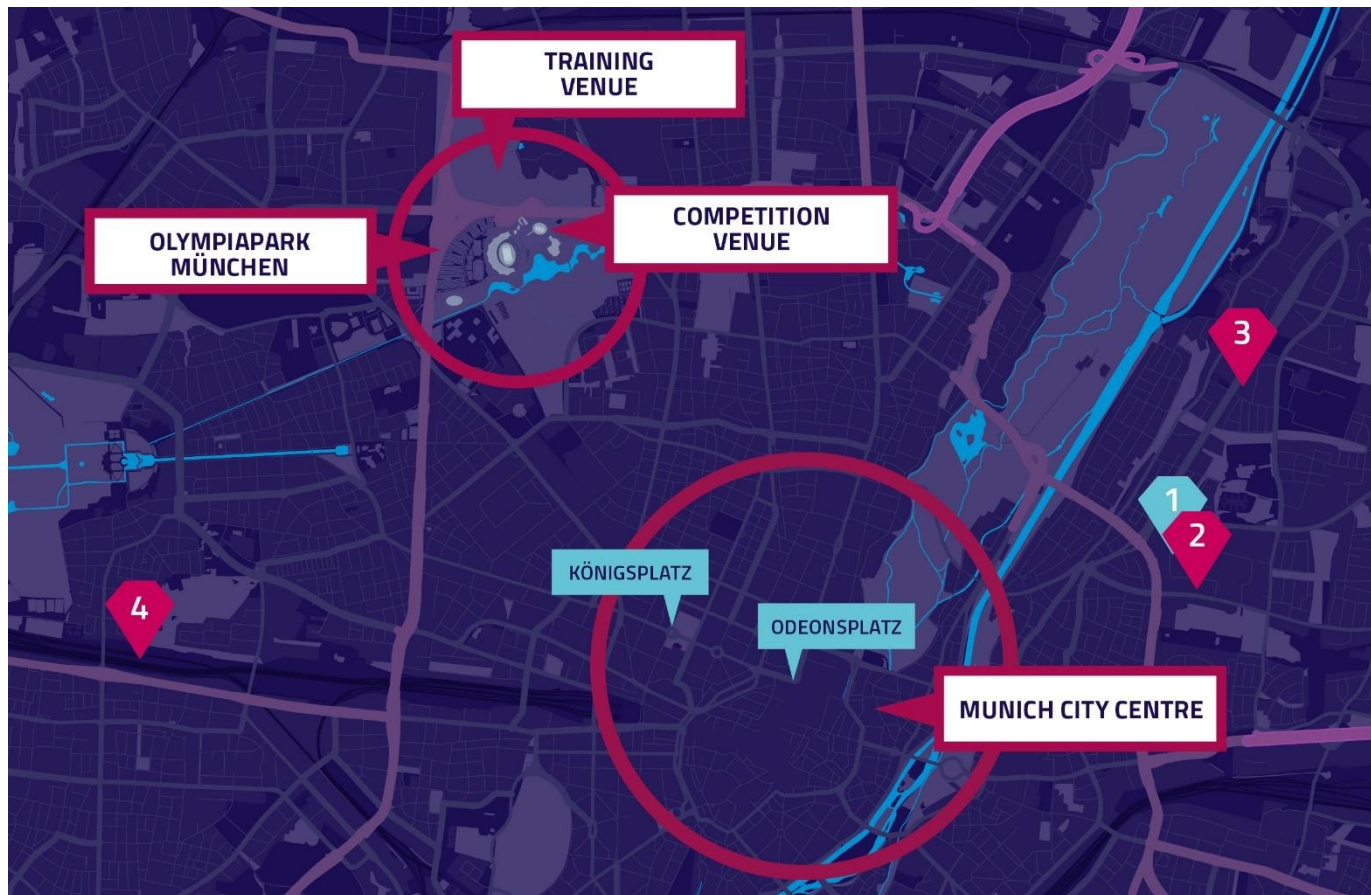 TRAINING
VENUE
OLYMPIAPARK
MÜNCHEN
COMPETITION
VENUE
3
1
2
KÖNIGSPLATZ
4
ODEONSPLATZ
MUNICH CITY CENTRE